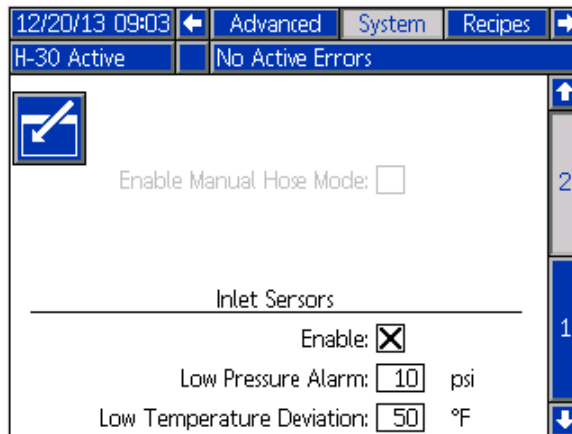 12/20/13 09:03 Advanced System Recipes
H-30 Active No Active Errors
2
Enable Manual Hose Mode:
Inlet Sersors
Enable:
1
Low Pressure Alarm: 10 psi
Low Temperature Deviation: 50 °F